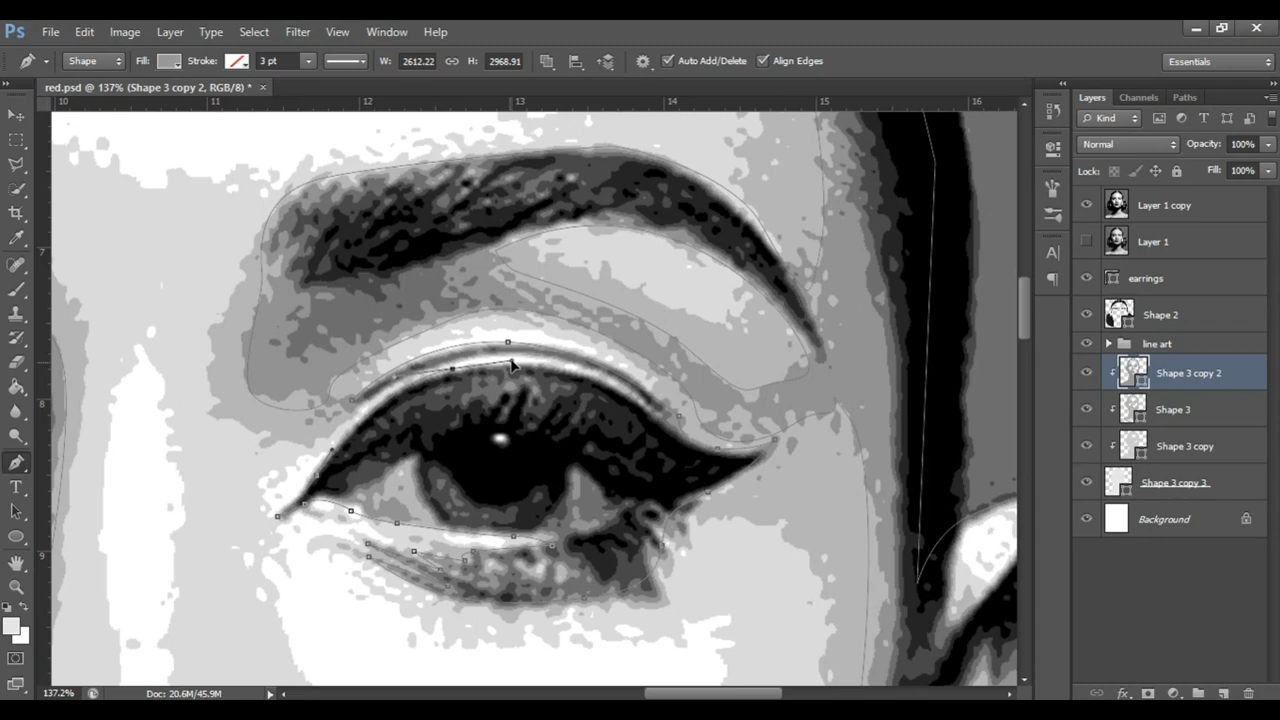 Ps File Edit Image Layer Type Select Filter View Window Help
Shape Fill: Stroke: 3 pt W: 2612.22 H: 2968.91 Auto Add/Delete Align Edges Essentials
red.psd @ 137% (Shape 3 copy 2, RGB/8) * ×
Layers Channels Paths
10 11 12 13 14 15 16
Kind
Normal Opacity: 100%
Lock: Fill: 100%
Layer 1 copy
Layer 1
7
earrings
Shape 2
line art
Shape 3 copy 2
8
Shape 3
Shape 3 copy
Shape 3 copy 3
Background
9
137.2% Doc: 20.6M/45.9M